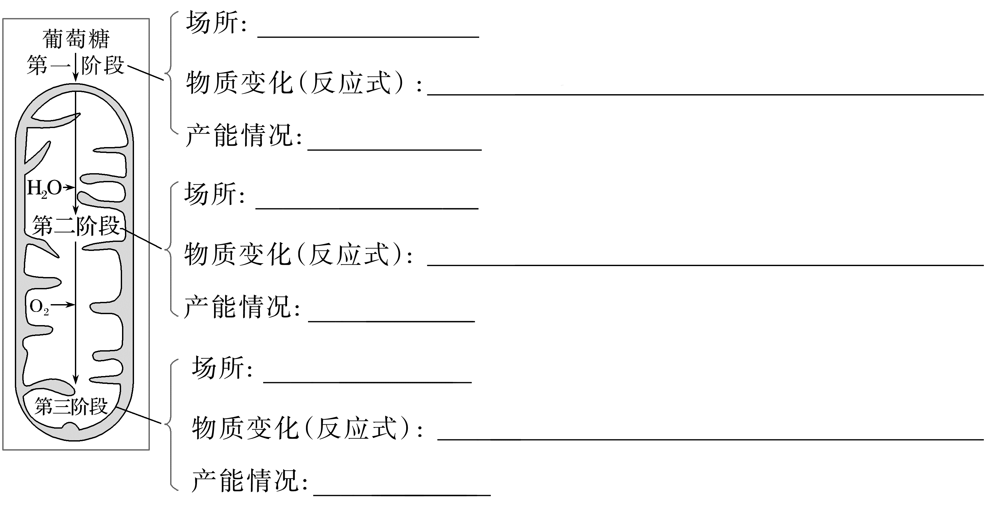 葡萄糖
第一阶段
H₂O
第二阶段
O₂
第三阶段
场所:
物质变化(反应式):
产能情况:
场所:
物质变化(反应式):
产能情况:
场所:
物质变化(反应式):
产能情况: